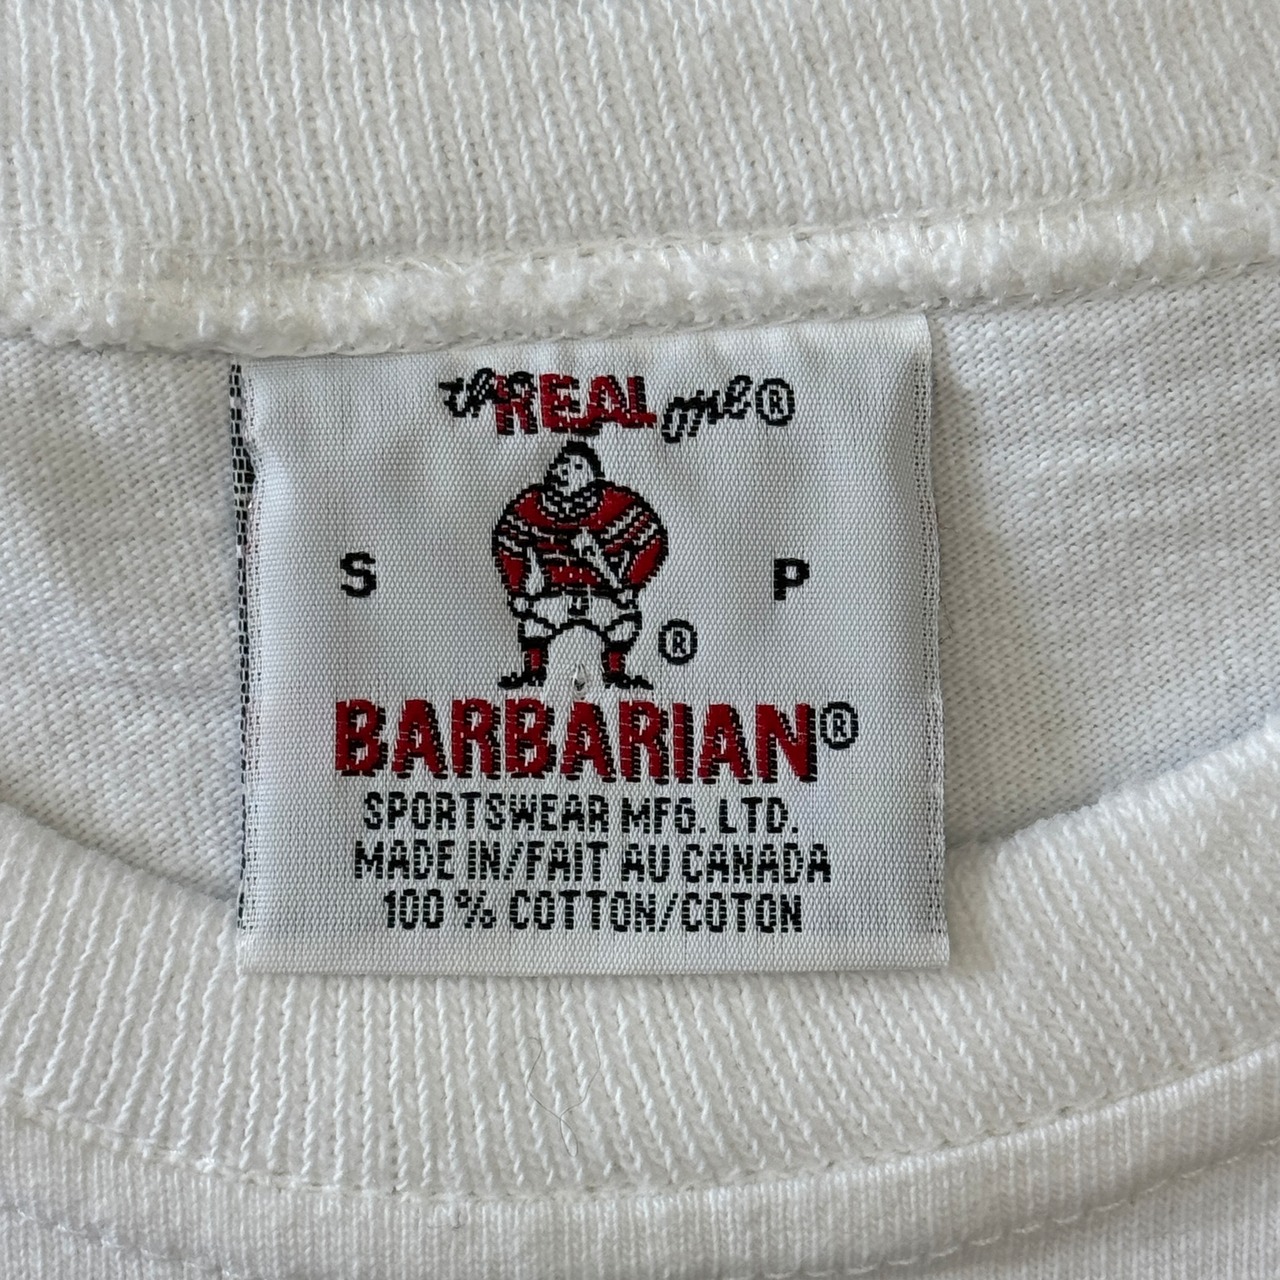 the REAL one®
S P
®
BARBARIAN®
SPORTSWEAR MFG. LTD.
MADE IN/FAIT AU CANADA
100 % COTTON/COTON